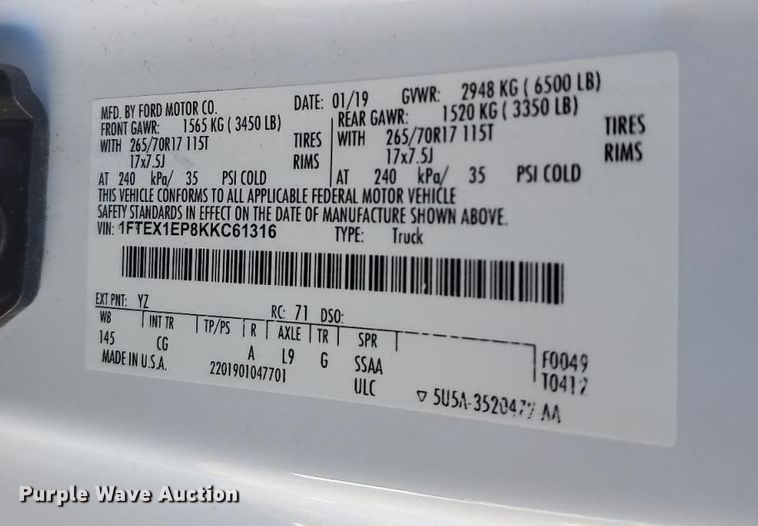 MFD. BY FORD MOTOR CO. DATE: 01/19 GVWR: 2948 KG (6500 LB)
FRONT GAWR: 1565 KG (3450 LB) REAR GAWR: 1520 KG (3350 LB)
WITH 265/70R17 115T TIRES WITH 265/70R17 115T TIRES
17x7.5J RIMS 17x7.5J RIMS
AT 240 kPa/ 35 PSI COLD AT 240 kPa/ 35 PSI COLD
THIS VEHICLE CONFORMS TO ALL APPLICABLE FEDERAL MOTOR VEHICLE
SAFETY STANDARDS IN EFFECT ON THE DATE OF MANUFACTURE SHOWN ABOVE.
VIN: 1FTEX1EP8KKC61316 TYPE: Truck
EXT PNT: YZ RC: 71 DSO:
WB INT TR TP/PS R AXLE TR SPR
145 CG A L9 G SSAA F0049
MADE IN U.S.A. 2201901047701 ULC T0412
▽ 5U5A-3520472 AA
Purple Wave Auction